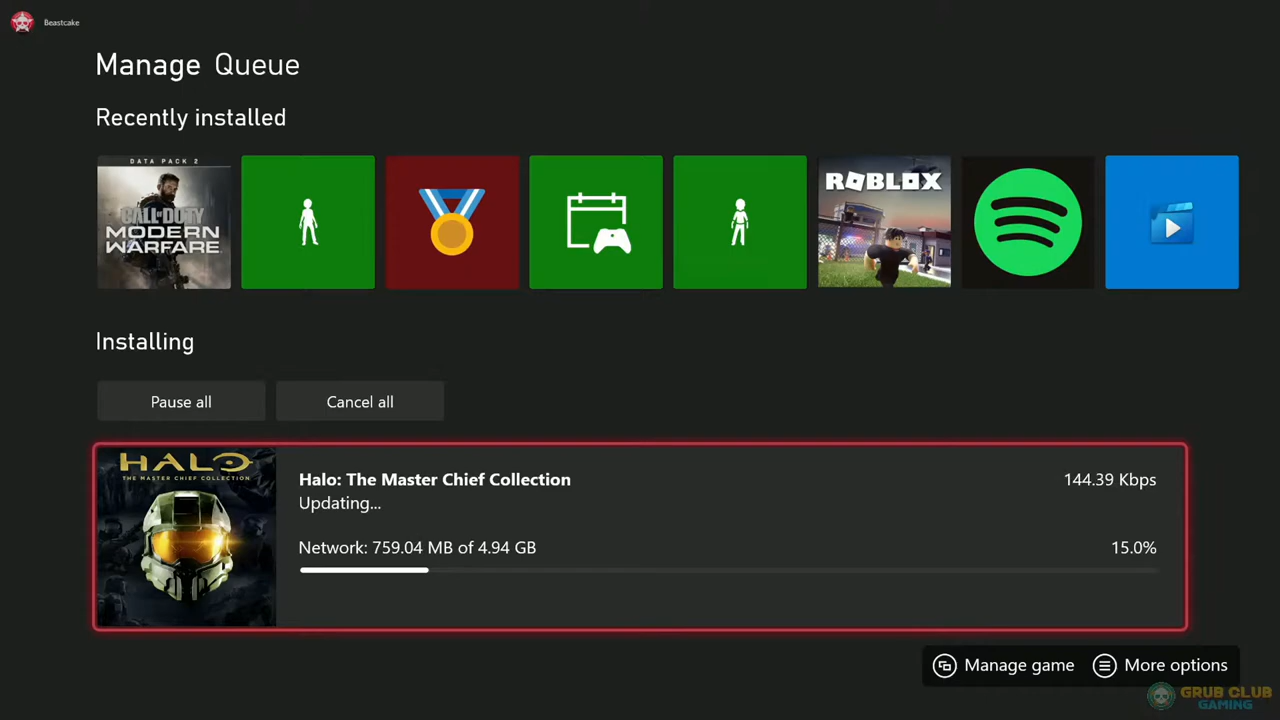 Beastcake
Manage Queue
Recently installed
DATA PACK 2
CALL OF DUTY
MODERN
WARFARE
ROBLOX
Installing
Pause all
Cancel all
HALO
THE MASTER CHIEF COLLECTION
Halo: The Master Chief Collection
144.39 Kbps
Updating...
Network: 759.04 MB of 4.94 GB
15.0%
Manage game
More options
GRUB CLUB
GAMING